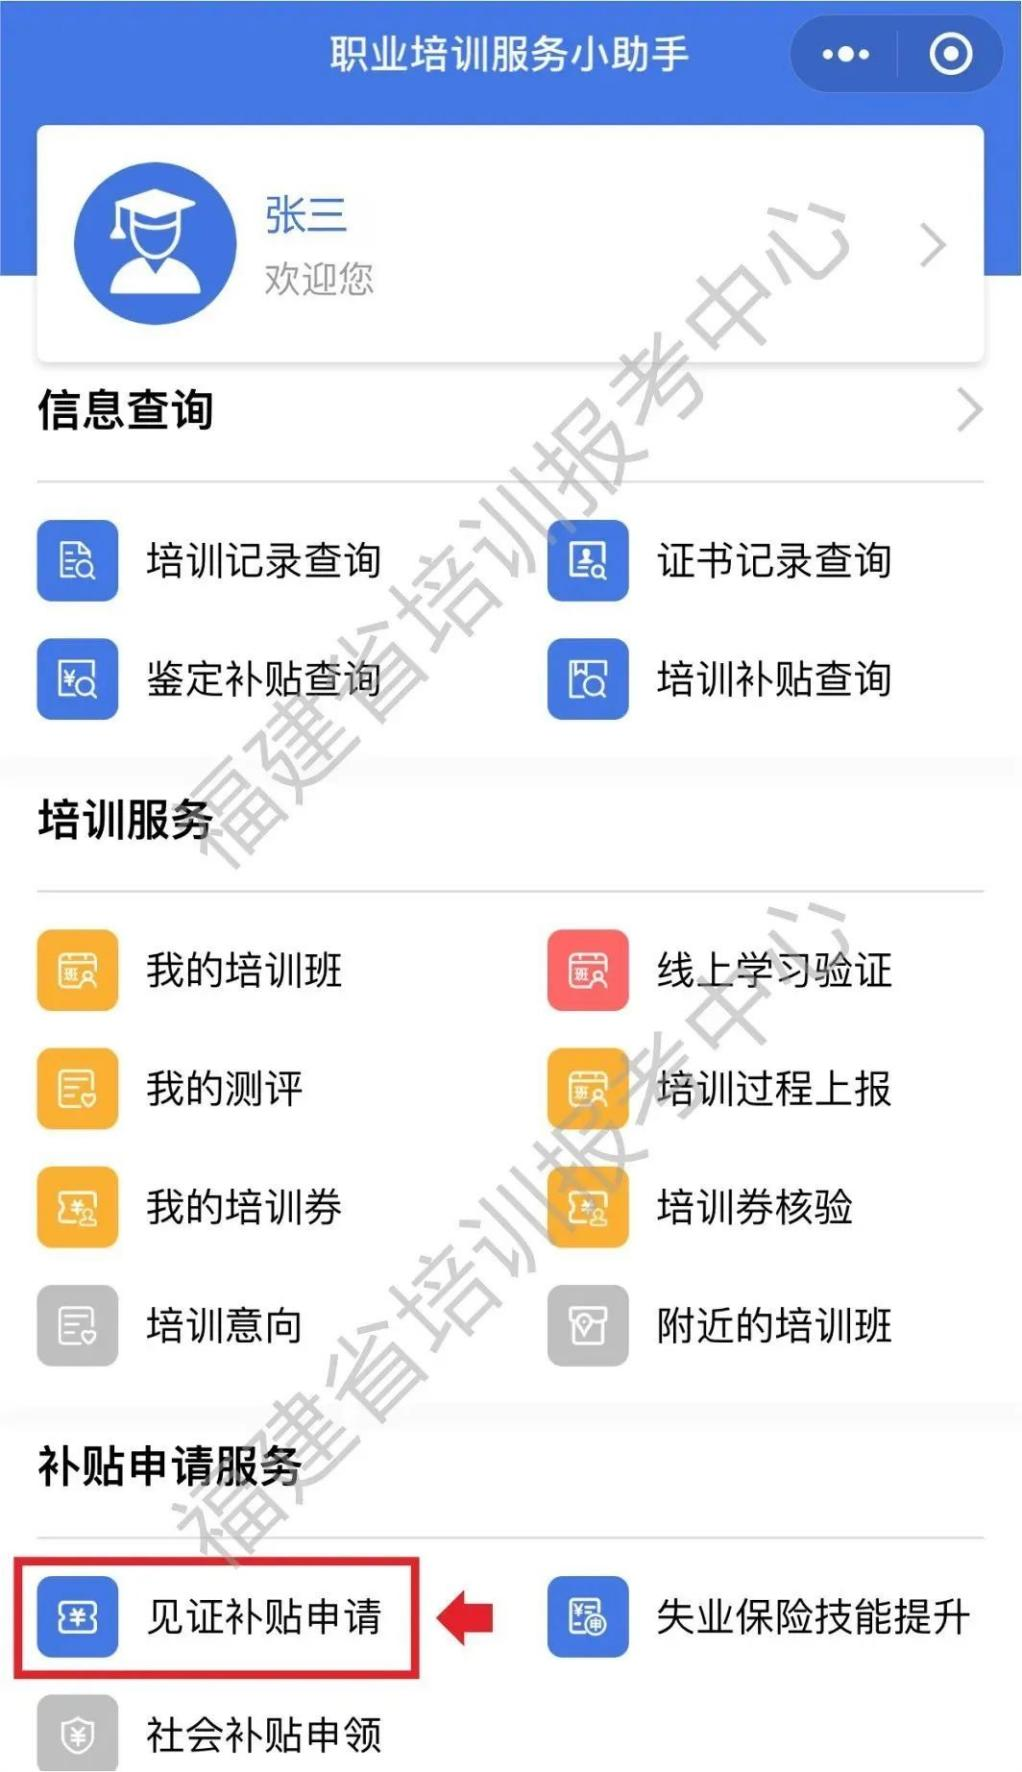 职业培训服务小助手
张三
欢迎您
信息查询
培训记录查询
证书记录查询
鉴定补贴查询
培训补贴查询
培训服务
我的培训班
线上学习验证
我的测评
培训过程上报
我的培训券
培训券核验
培训意向
附近的培训班
补贴申请服务
见证补贴申请
失业保险技能提升
社会补贴申领
福建省培训报考中心
福建省培训报考中心